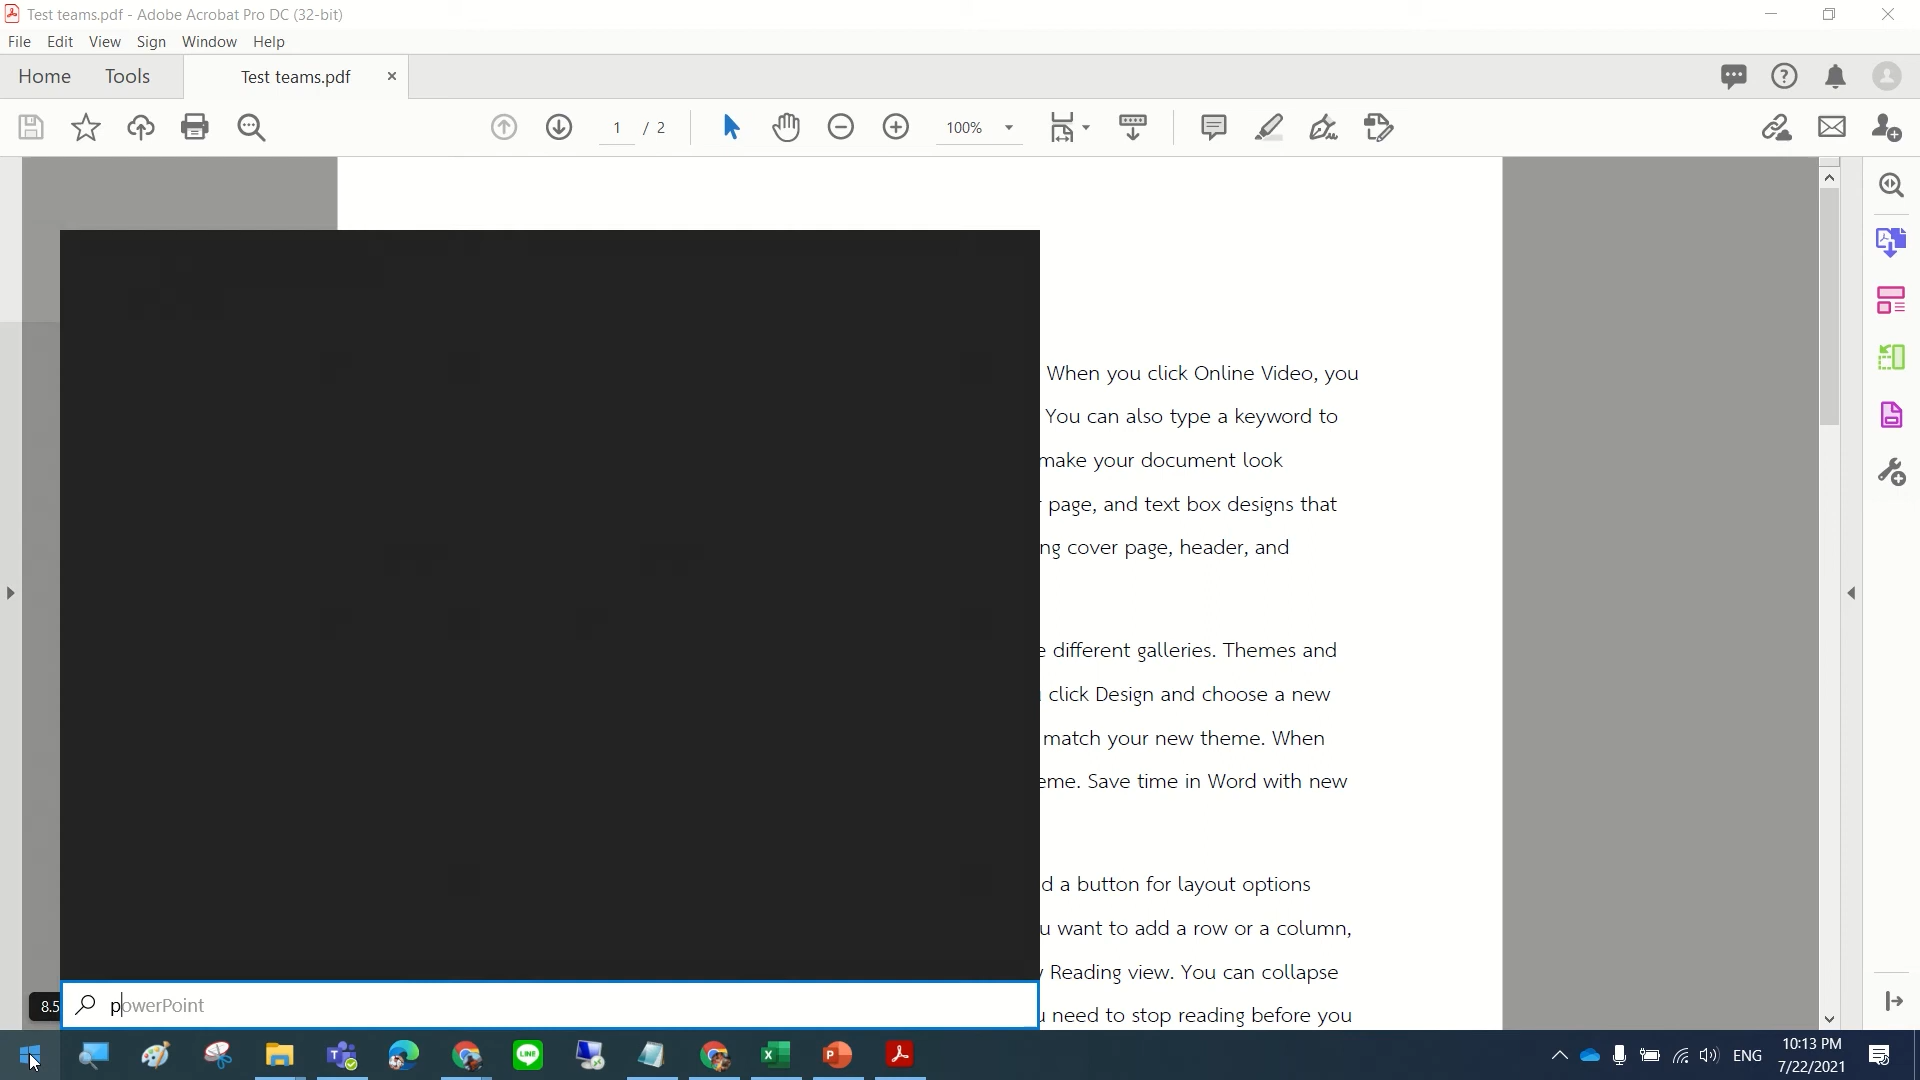 Test teams.pdf - Adobe Acrobat Pro DC (32-bit)
File Edit View Sign Window Help
Home Tools Test teams.pdf
1 / 2 100%
When you click Online Video, you
You can also type a keyword to
make your document look
page, and text box designs that
ng cover page, header, and
e different galleries. Themes and
click Design and choose a new
match your new theme. When
eme. Save time in Word with new
d a button for layout options
u want to add a row or a column,
Reading view. You can collapse
need to stop reading before you
8.5
powerPoint
LINE
ENG
10:13 PM
7/22/2021